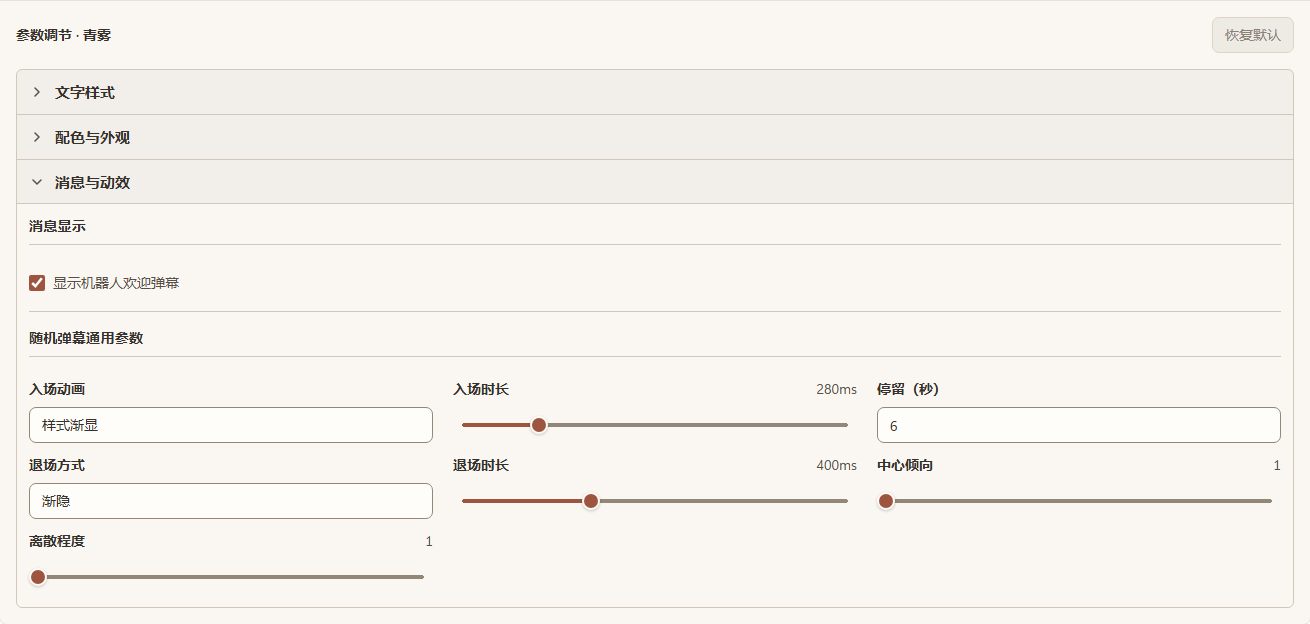 参数调节 · 青雾
恢复默认
文字样式
配色与外观
消息与动效
消息显示
显示机器人欢迎弹幕
随机弹幕通用参数
入场动画
入场时长 280ms
停留（秒）
样式渐显
6
退场方式
退场时长 400ms
中心倾向 1
渐隐
离散程度 1